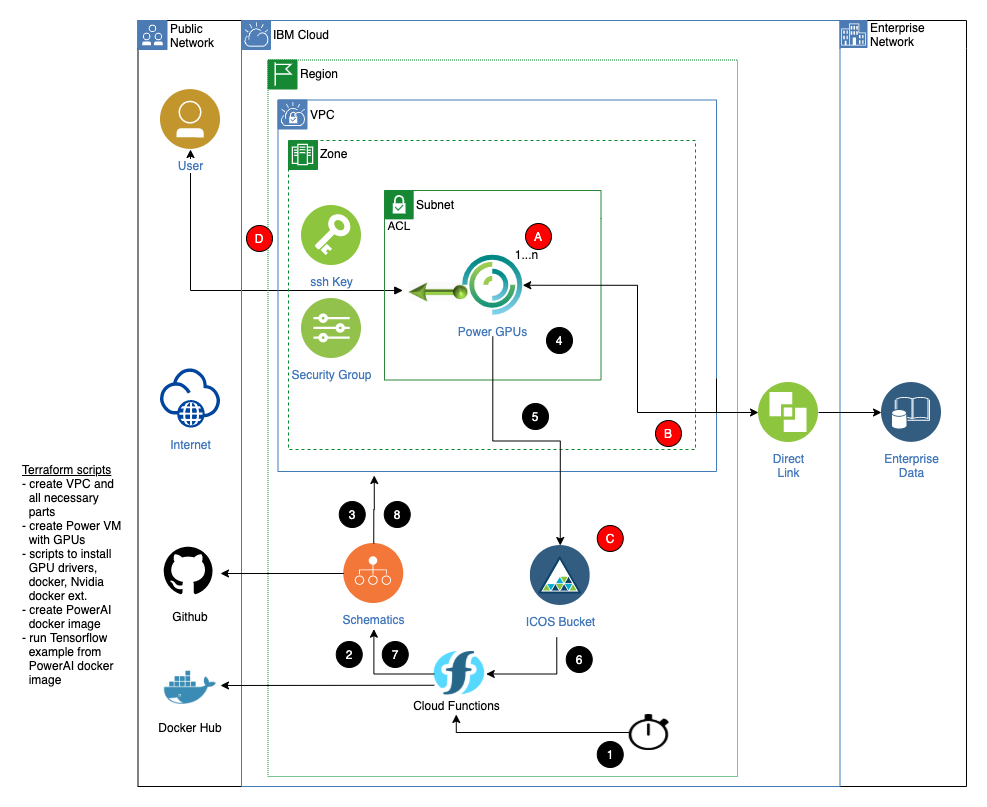 Public
Network
IBM Cloud
Enterprise
Network
Region
VPC
Zone
User
Subnet
ACL
D
A
1...n
ssh Key
Power GPUs
4
Security Group
5
B
Internet
Direct
Link
Enterprise
Data
Terraform scripts
- create VPC and
all necessary
parts
- create Power VM
with GPUs
- scripts to install
GPU drivers,
docker, Nvidia
docker ext.
- create PowerAI
docker image
- run Tensorflow
example from
PowerAI docker
image
3
8
C
Github
Schematics
ICOS Bucket
2
7
6
Cloud Functions
Docker Hub
1